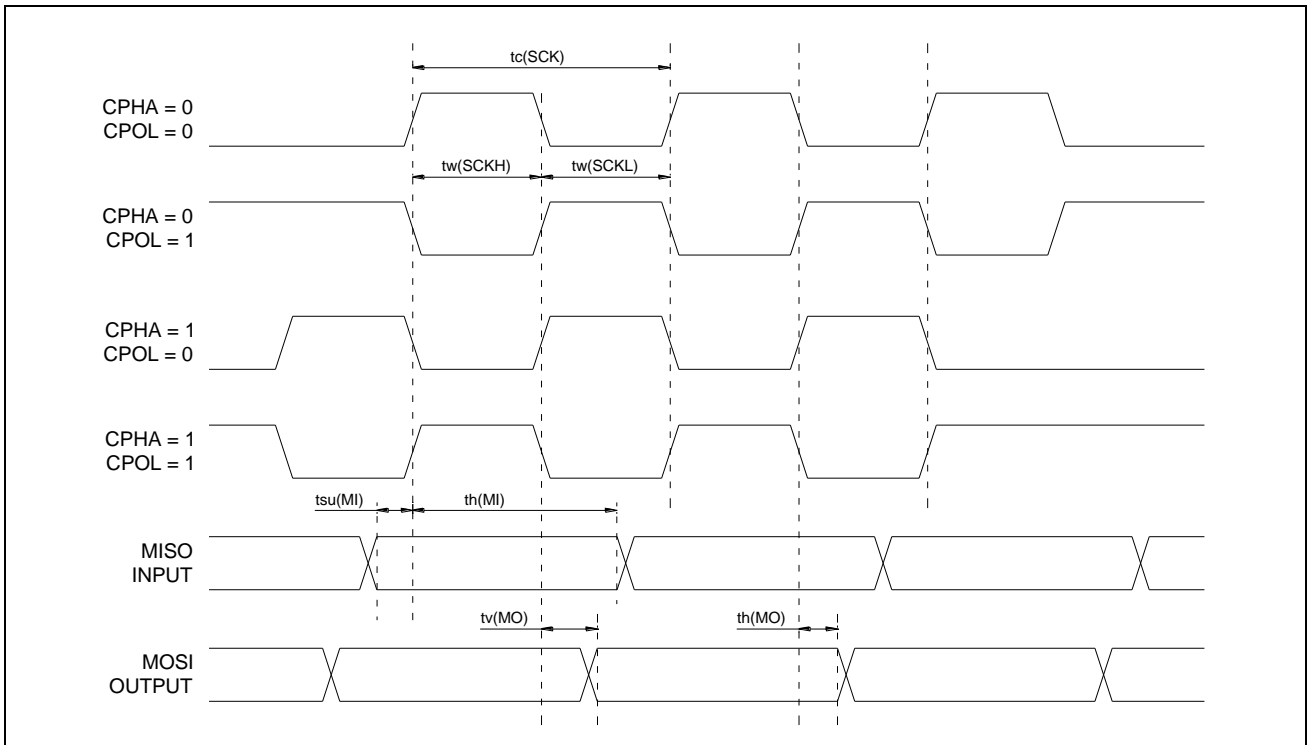 tc(SCK)
CPHA = 0
CPOL = 0
tw(SCKH)
tw(SCKL)
CPHA = 0
CPOL = 1
CPHA = 1
CPOL = 0
CPHA = 1
CPOL = 1
tsu(MI)
th(MI)
MISO
INPUT
tv(MO)
th(MO)
MOSI
OUTPUT